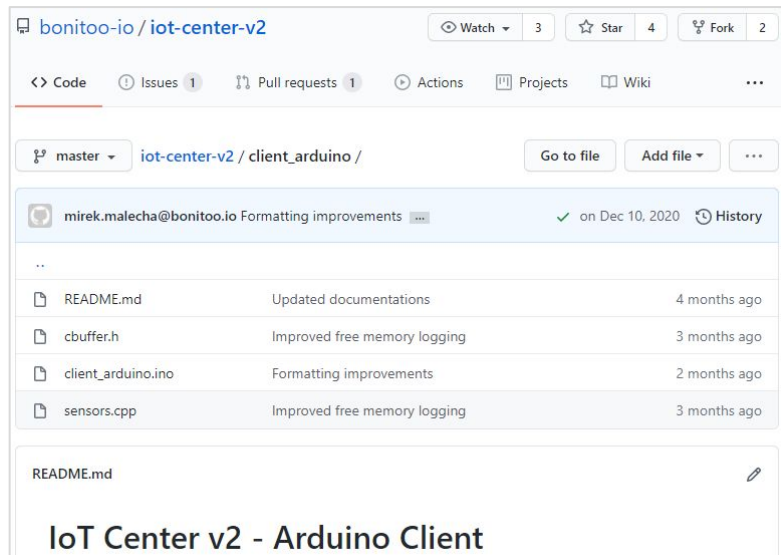 bonitoo-io / iot-center-v2 Watch 3 Star 4 Fork 2
<> Code Issues 1 Pull requests 1 Actions Projects Wiki ...
master iot-center-v2 / client_arduino / Go to file Add file ...
mirek.malecha@bonitoo.io Formatting improvements ... on Dec 10, 2020 History
..
README.md Updated documentations 4 months ago
cbuffer.h Improved free memory logging 3 months ago
client_arduino.ino Formatting improvements 2 months ago
sensors.cpp Improved free memory logging 3 months ago
README.md
IoT Center v2 - Arduino Client